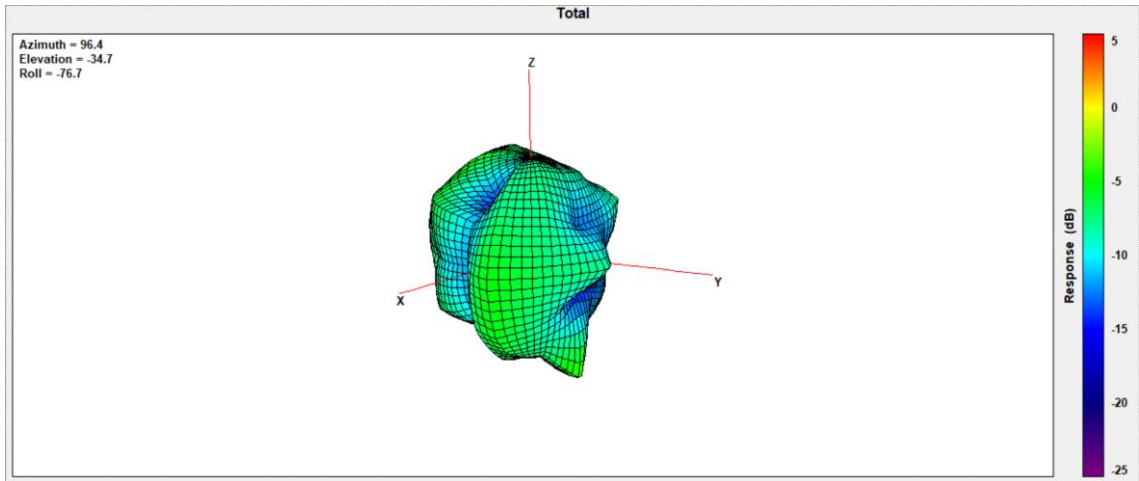 Total
Azimuth = 96.4
Elevation = -34.7
Roll = -76.7
Z
Y
X
5
0
-5
-10
-15
-20
-25
Response (dB)